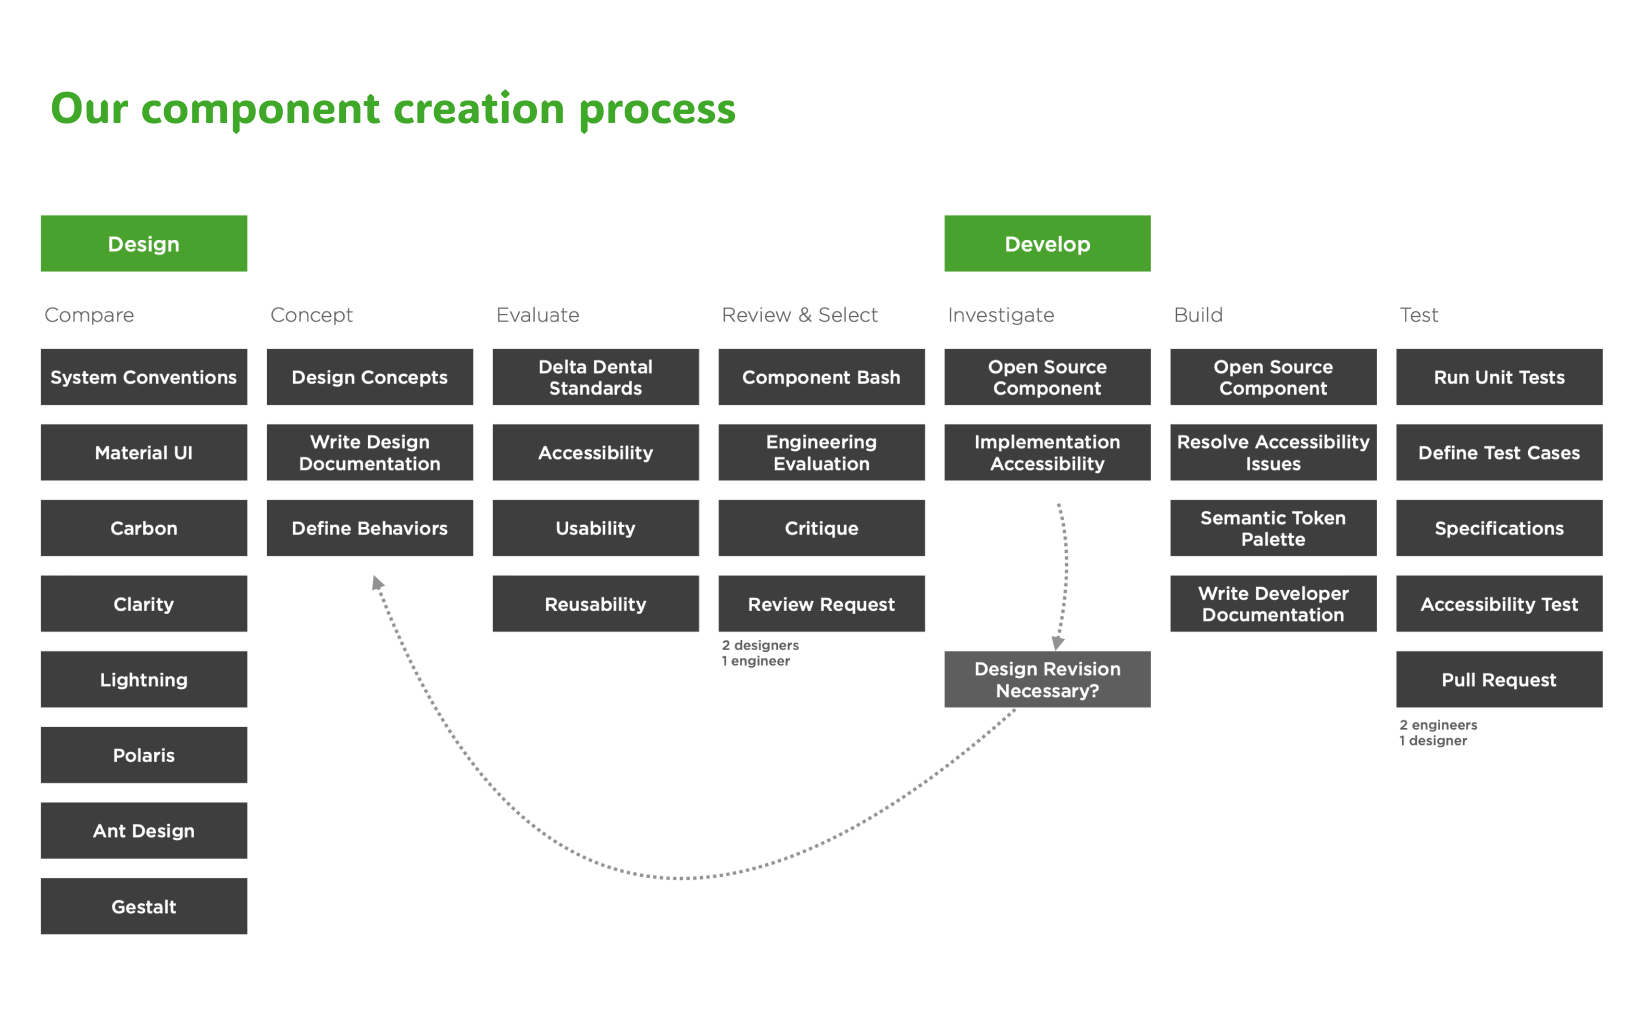 Our component creation process
Design
Develop
Compare
Concept
Evaluate
Review & Select
Investigate
Build
Test
System Conventions
Material UI
Carbon
Clarity
Lightning
Polaris
Ant Design
Gestalt
Design Concepts
Write Design
Documentation
Define Behaviors
Delta Dental
Standards
Accessibility
Usability
Reusability
Component Bash
Engineering
Evaluation
Critique
Review Request
2 designers
1 engineer
Open Source
Component
Implementation
Accessibility
Design Revision
Necessary?
Open Source
Component
Resolve Accessibility
Issues
Semantic Token
Palette
Write Developer
Documentation
Run Unit Tests
Define Test Cases
Specifications
Accessibility Test
Pull Request
2 engineers
1 designer